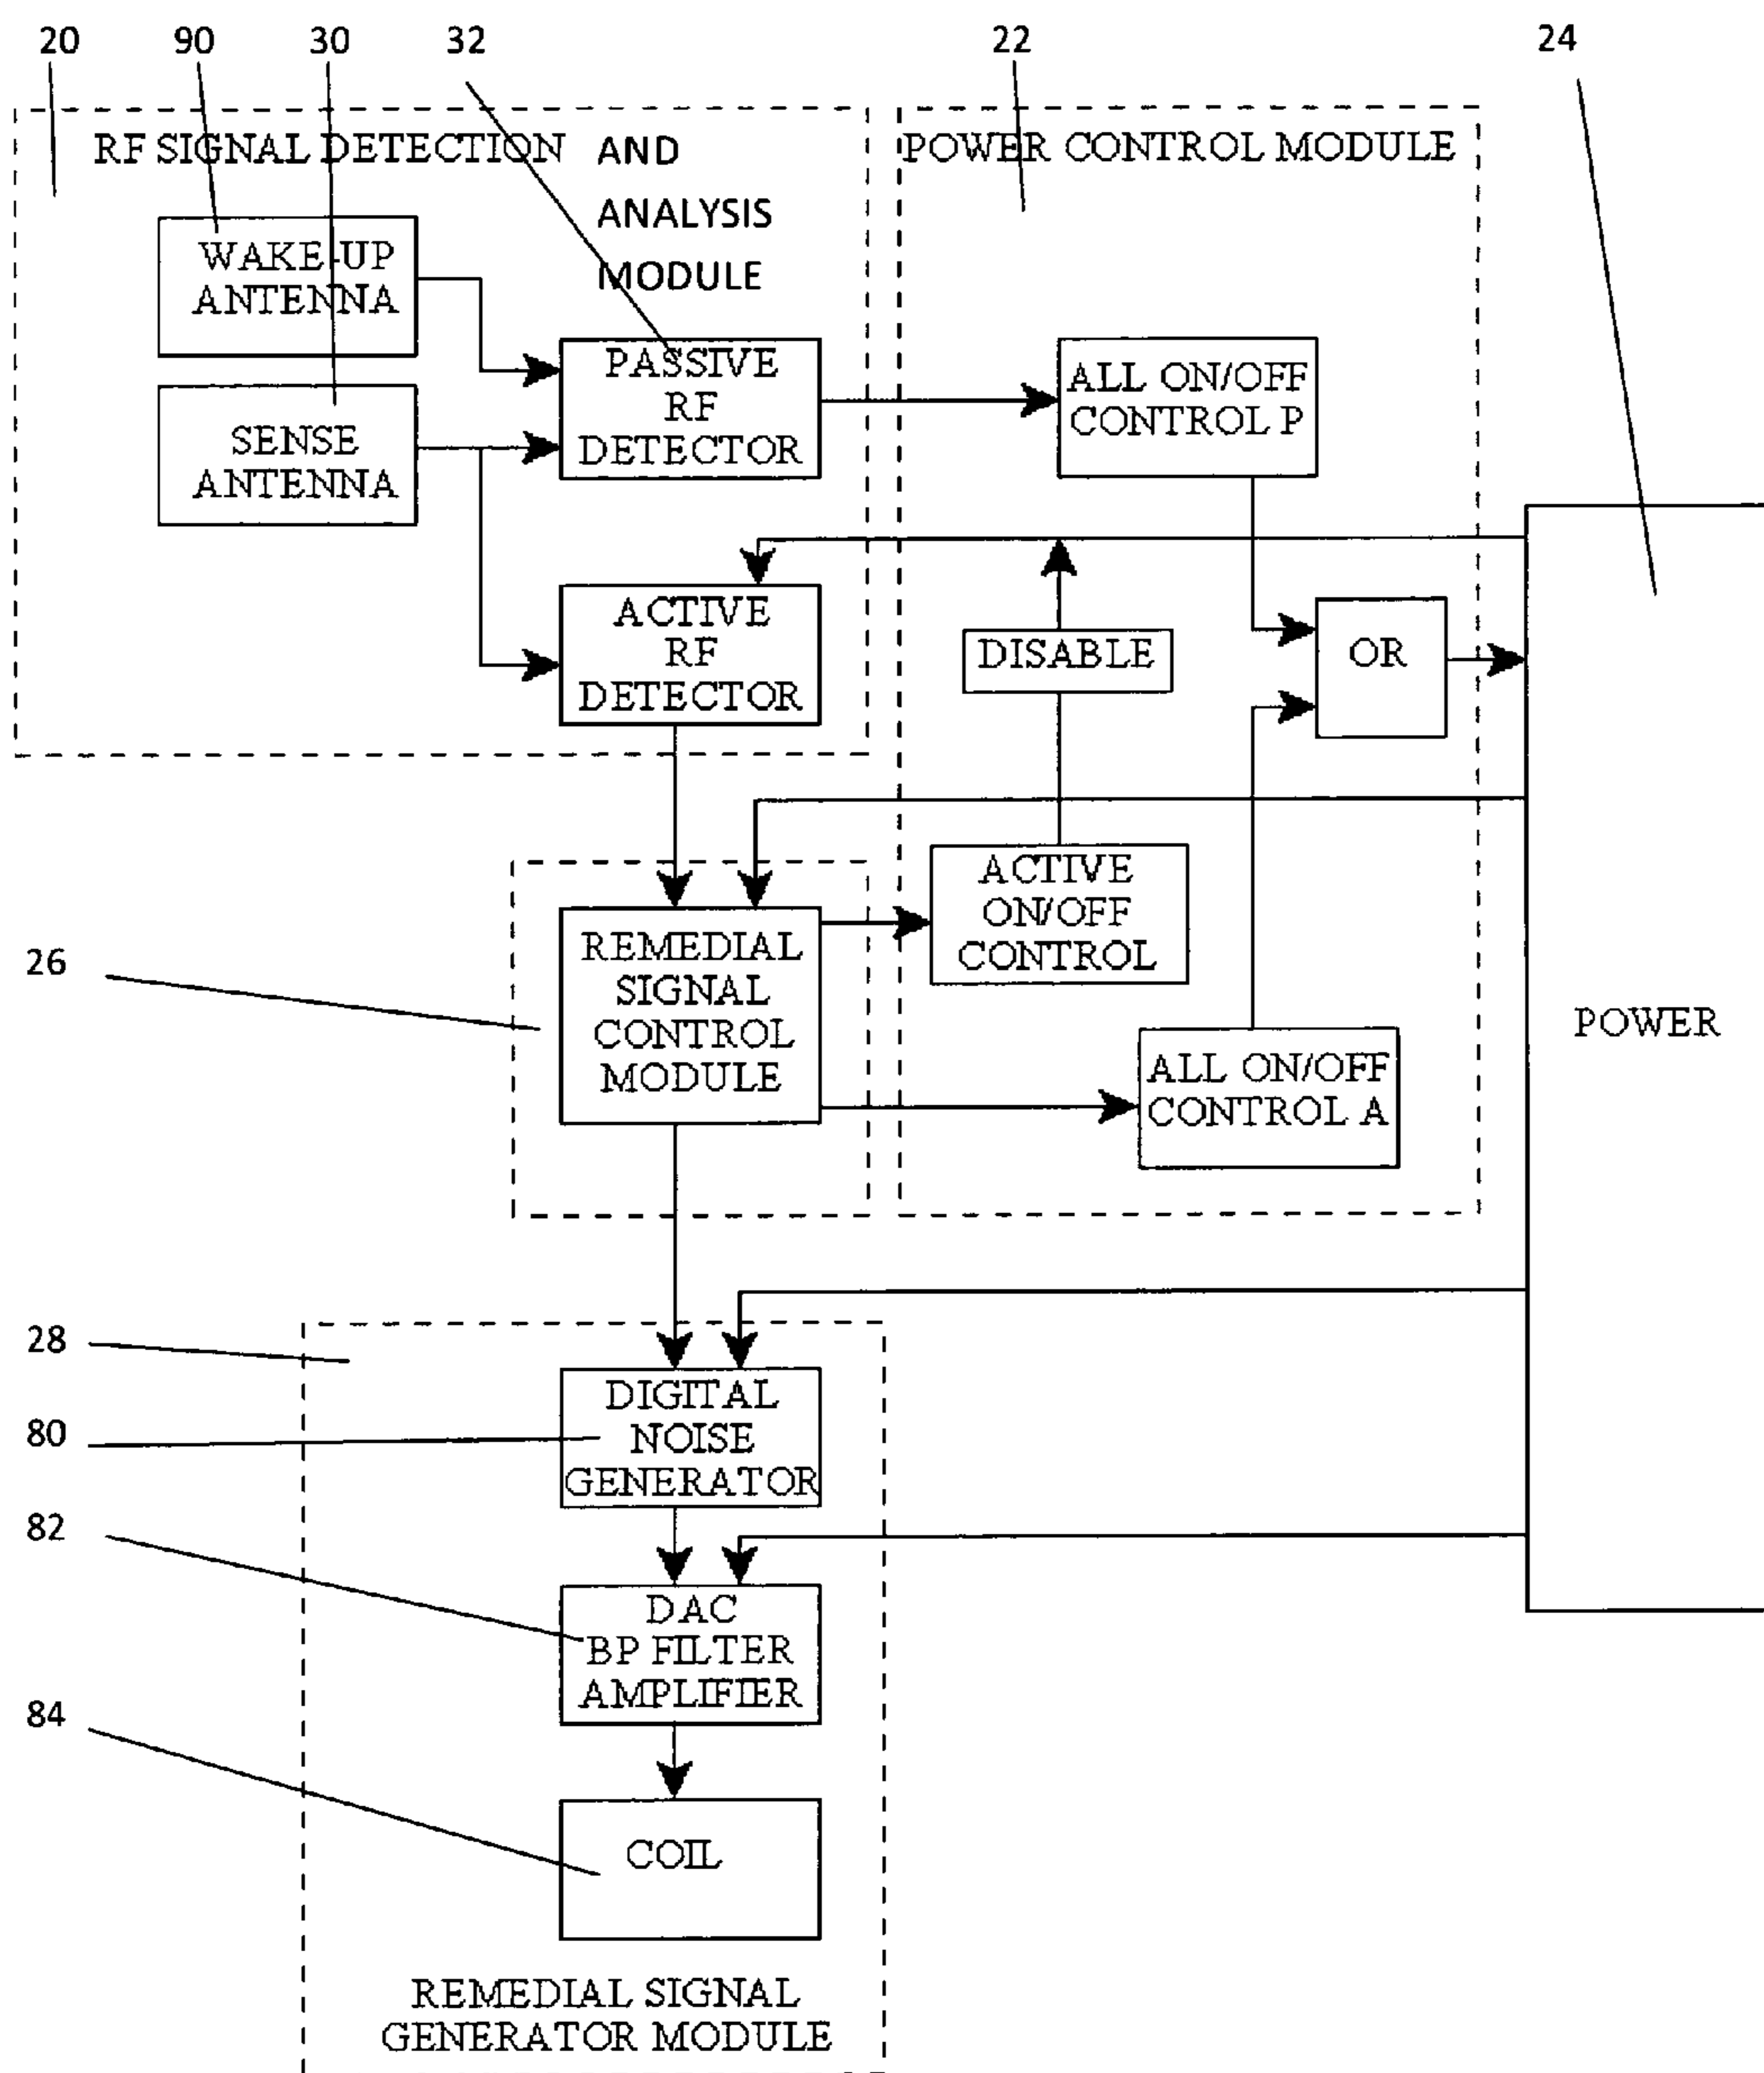 20
90
30
32
22
24
RF SIGNAL DETECTION AND
ANALYSIS
MODULE
POWER CONTROL MODULE
WAKE-UP
ANTENNA
SENSE
ANTENNA
PASSIVE
RF
DETECTOR
ALL ON/OFF
CONTROL P
ACTIVE
RF
DETECTOR
DISABLE
OR
26
REMEDIAL
SIGNAL
CONTROL
MODULE
ACTIVE
ON/OFF
CONTROL
ALL ON/OFF
CONTROL A
POWER
28
80
DIGITAL
NOISE
GENERATOR
82
DAC
BP FILTER
AMPLIFIER
84
COIL
REMEDIAL SIGNAL
GENERATOR MODULE